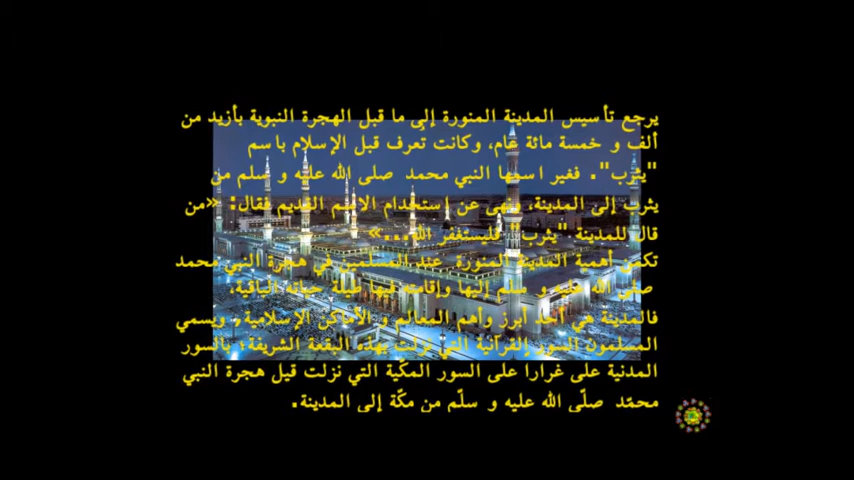 يرجع تأسيس المدينة المنورة إلى ما قبل الهجرة النبوية بأزيد من
ألف و خمسة مائة عام، وكانت تعرف قبل الإسلام باسم
"يثرب". فغير اسمها النبي محمد صلى الله عليه و سلم من
يثرب إلى المدينة، ونهى عن إستخدام الاسم القديم فقال: «من
قال للمدينة "يثرب" فليستغفر الله...»
تكمن أهمية المدينة المنورة عند المسلمين في هجرة النبي محمد
صلى الله عليه و سلم إليها وإقامته فيها طيلة حياته الباقية،
فالمدينة هي أحد أبرز وأهم المعالم و الأماكن الإسلامية، ويسمي
المسلمون السور القرآنية التي نزلت بهذه البقعة الشريفة؛ بالسور
المدنية على غرارا على السور المكّية التي نزلت قيل هجرة النبي
محمّد صلّى الله عليه و سلّم من مكّة إلى المدينة.